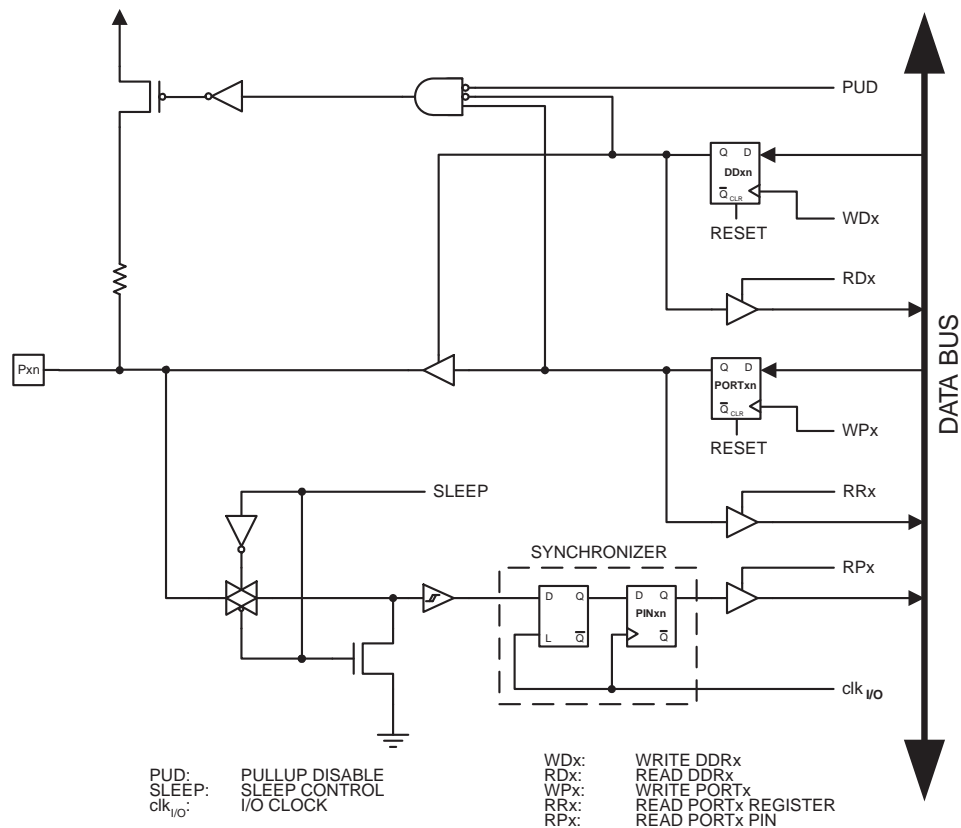 PUD
Q D
DDxn
Q CLR
WDx
RESET
RDx
DATA BUS
Pxn
Q D
PORTxn
Q CLR
WPx
RESET
SLEEP
RRx
SYNCHRONIZER
RPx
D Q
L Q
D Q
PINxn
Q
clk I/O
PUD: PULLUP DISABLE
SLEEP: SLEEP CONTROL
clkI/O: I/O CLOCK
WDx: WRITE DDRx
RDx: READ DDRx
WPx: WRITE PORTx
RRx: READ PORTx REGISTER
RPx: READ PORTx PIN